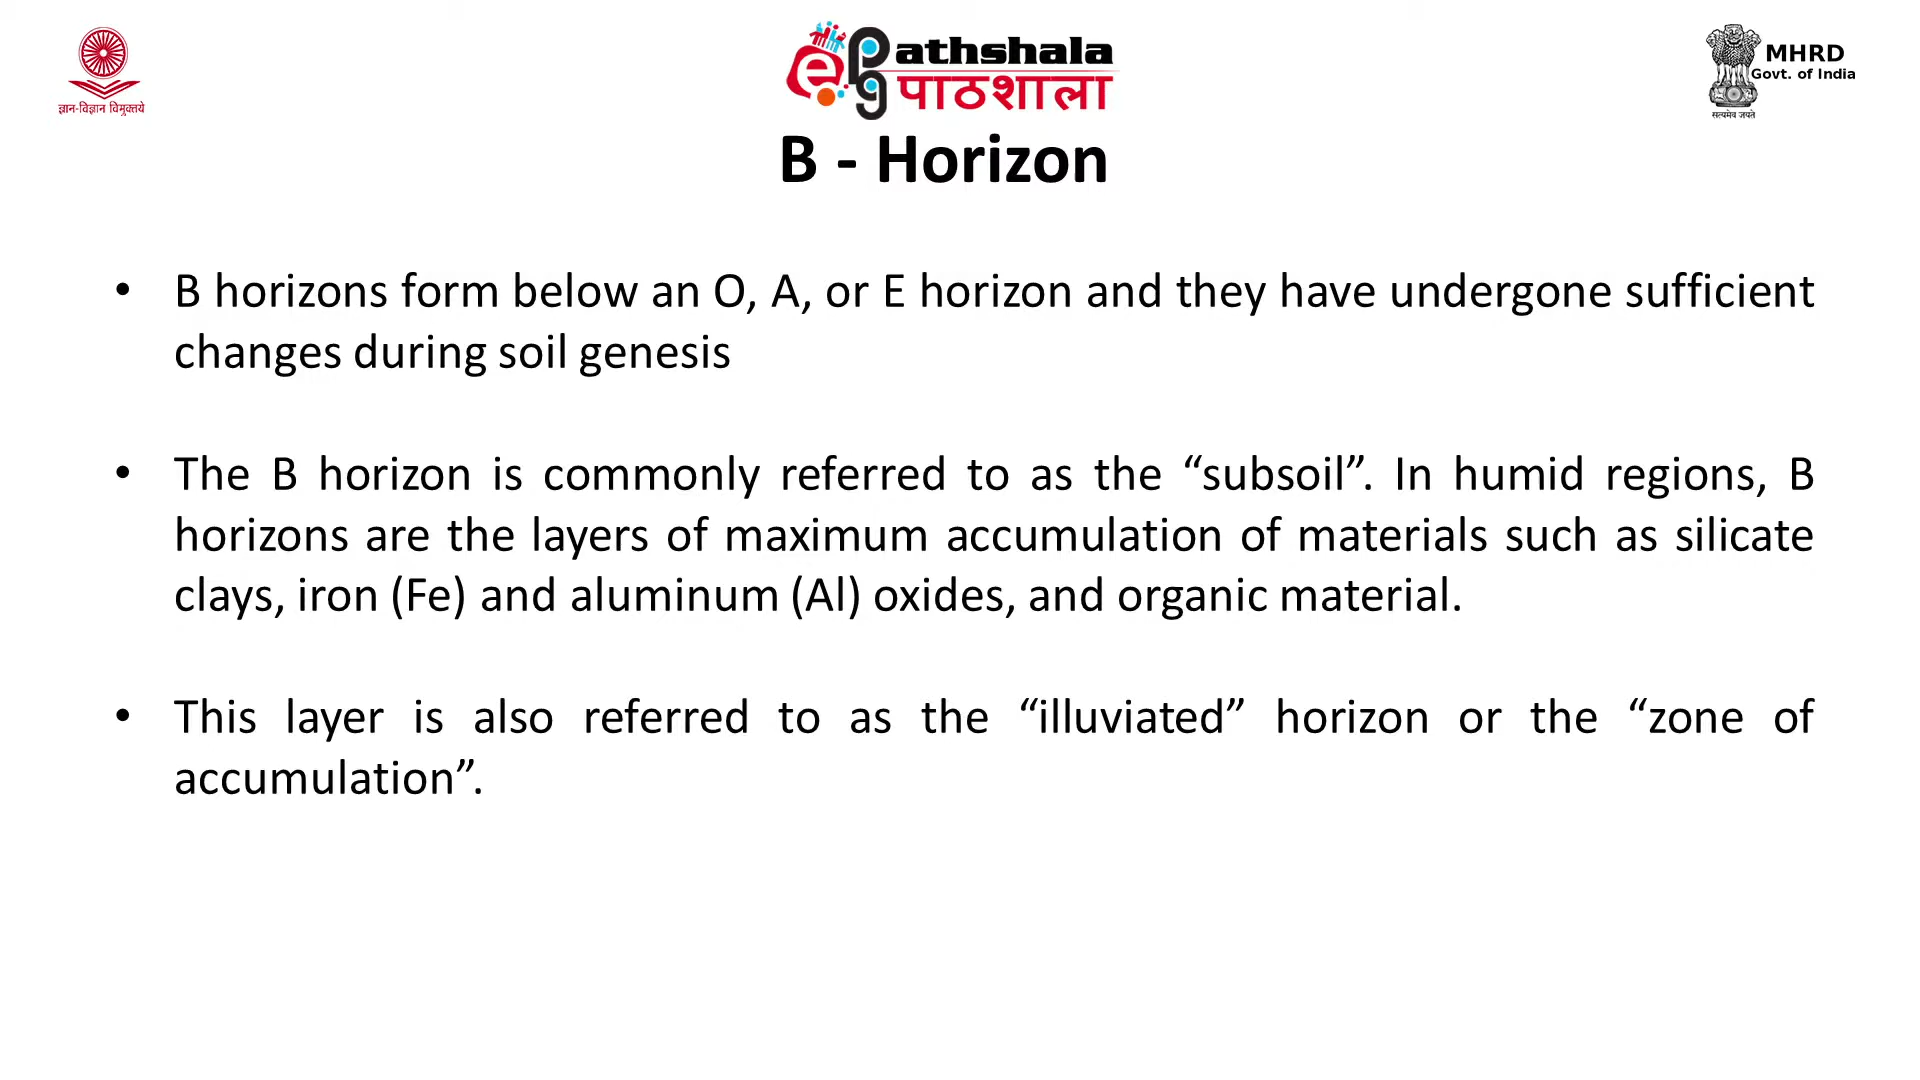 ज्ञान-विज्ञान विमुक्तये
ePg athshala
पाठशाला
MHRD
Govt. of India
सत्यमेव जयते
B - Horizon
• B horizons form below an O, A, or E horizon and they have undergone sufficient
changes during soil genesis
• The B horizon is commonly referred to as the “subsoil”. In humid regions, B
horizons are the layers of maximum accumulation of materials such as silicate
clays, iron (Fe) and aluminum (Al) oxides, and organic material.
• This layer is also referred to as the “illuviated” horizon or the “zone of
accumulation”.